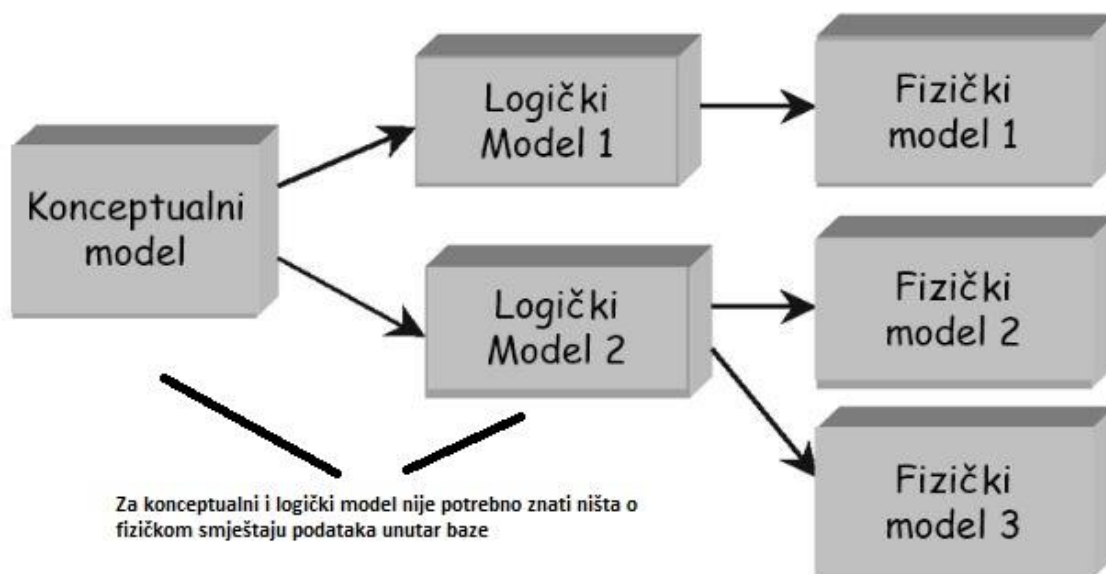 Konceptualni
model
Logički
Model 1
Fizički
model 1
Logički
Model 2
Fizički
model 2
Fizički
model 3
Za konceptualni i logički model nije potrebno znati ništa o
fizičkom smještaju podataka unutar baze